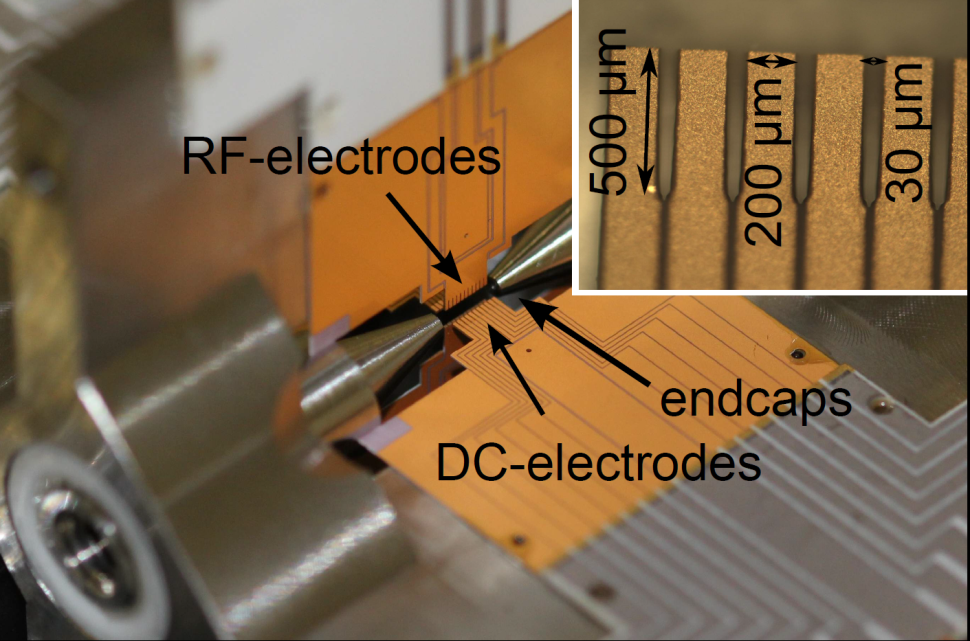 RF-electrodes
endcaps
DC-electrodes
500 µm
200 µm
30 µm